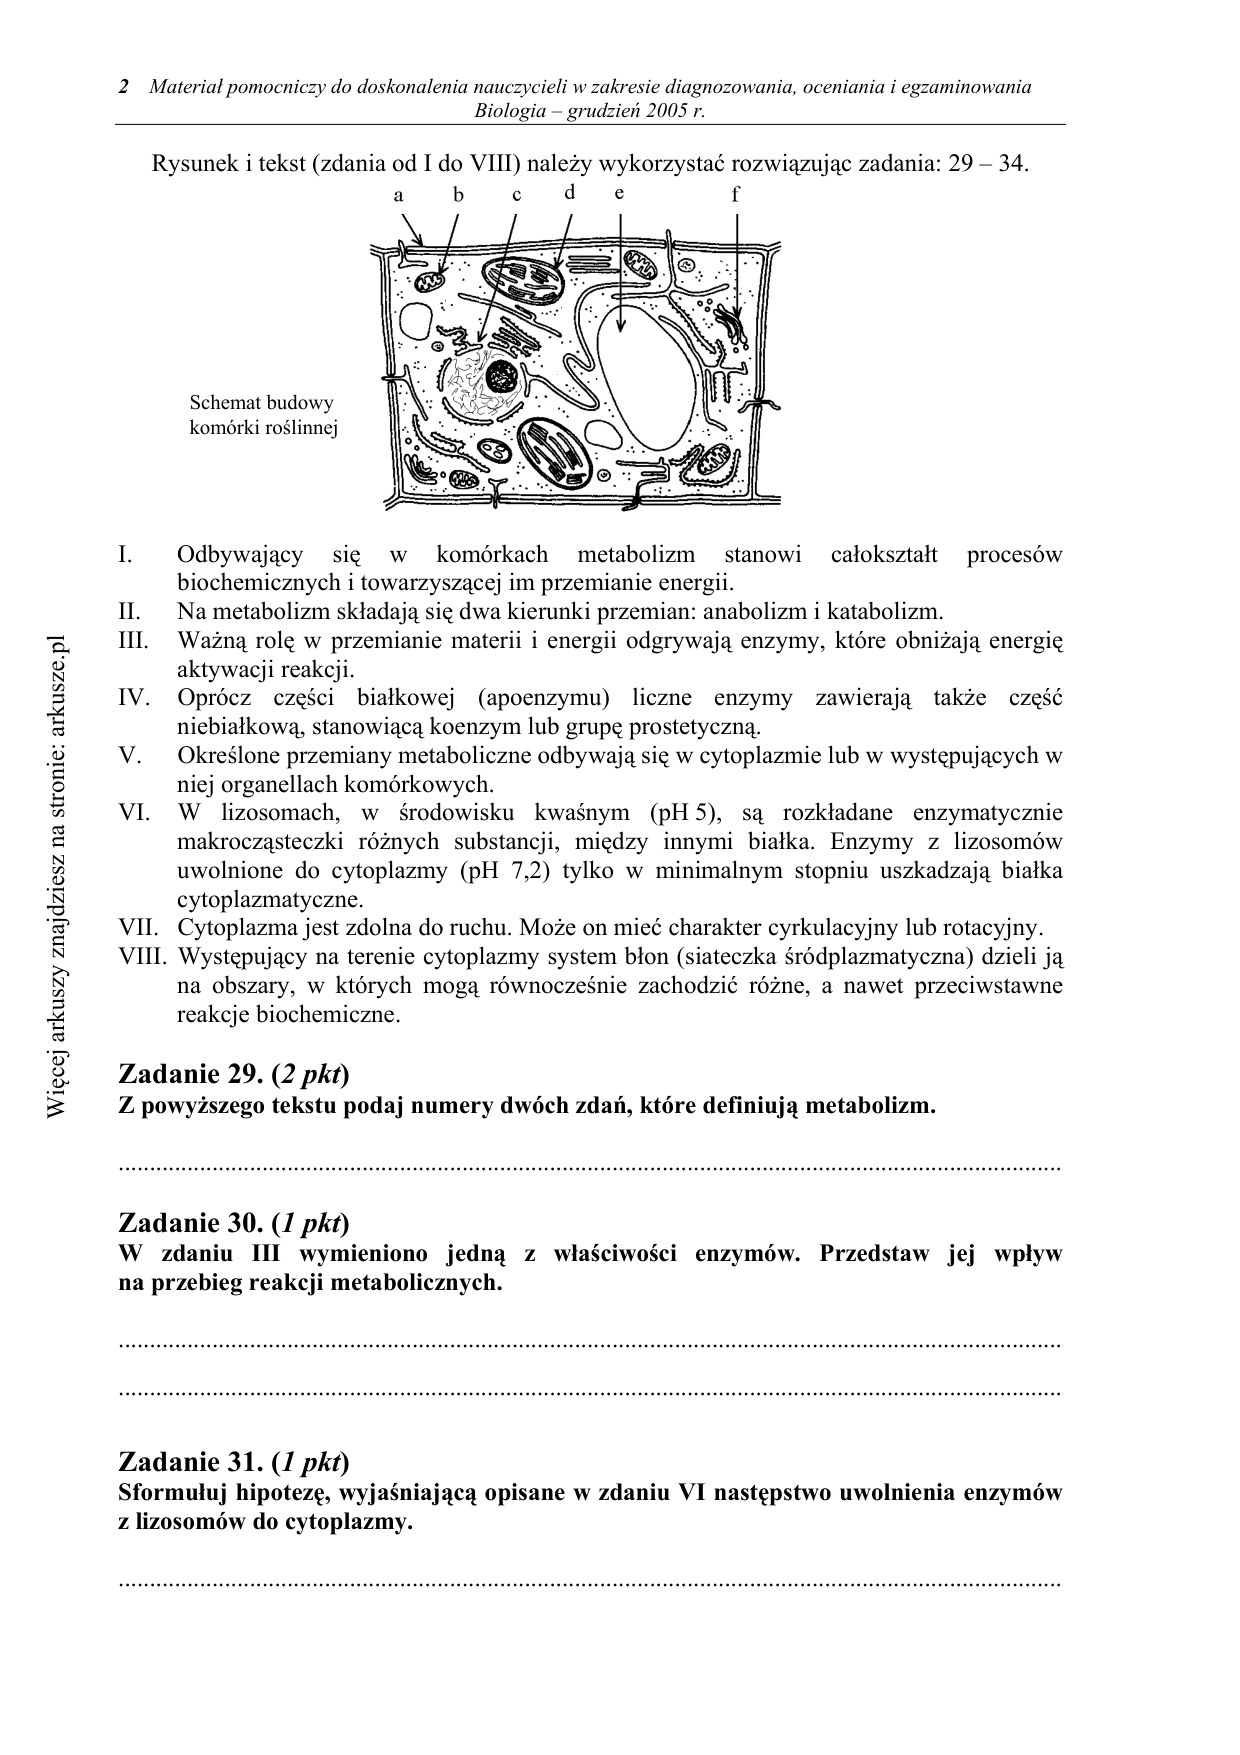 2 Materiał pomocniczy do doskonalenia nauczycieli w zakresie diagnozowania, oceniania i egzaminowania
Biologia – grudzień 2005 r.
Rysunek i tekst (zdania od I do VIII) należy wykorzystać rozwiązując zadania: 29 – 34.
a b c d e f
Schemat budowy
komórki roślinnej
I. Odbywający się w komórkach metabolizm stanowi całokształt procesów
biochemicznych i towarzyszącej im przemianie energii.
II. Na metabolizm składają się dwa kierunki przemian: anabolizm i katabolizm.
III. Ważną rolę w przemianie materii i energii odgrywają enzymy, które obniżają energię
aktywacji reakcji.
IV. Oprócz części białkowej (apoenzymu) liczne enzymy zawierają także część
niebiałkową, stanowiącą koenzym lub grupę prostetyczną.
V. Określone przemiany metaboliczne odbywają się w cytoplazmie lub w występujących w
niej organellach komórkowych.
VI. W lizosomach, w środowisku kwaśnym (pH 5), są rozkładane enzymatycznie
makrocząsteczki różnych substancji, między innymi białka. Enzymy z lizosomów
uwolnione do cytoplazmy (pH 7,2) tylko w minimalnym stopniu uszkadzają białka
cytoplazmatyczne.
VII. Cytoplazma jest zdolna do ruchu. Może on mieć charakter cyrkulacyjny lub rotacyjny.
VIII. Występujący na terenie cytoplazmy system błon (siateczka śródplazmatyczna) dzieli ją
na obszary, w których mogą równocześnie zachodzić różne, a nawet przeciwstawne
reakcje biochemiczne.
Zadanie 29. (2 pkt)
Z powyższego tekstu podaj numery dwóch zdań, które definiują metabolizm.
Zadanie 30. (1 pkt)
W zdaniu III wymieniono jedną z właściwości enzymów. Przedstaw jej wpływ
na przebieg reakcji metabolicznych.
Zadanie 31. (1 pkt)
Sformułuj hipotezę, wyjaśniającą opisane w zdaniu VI następstwo uwolnienia enzymów
z lizosomów do cytoplazmy.
Więcej arkuszy znajdziesz na stronie: arkusze.pl